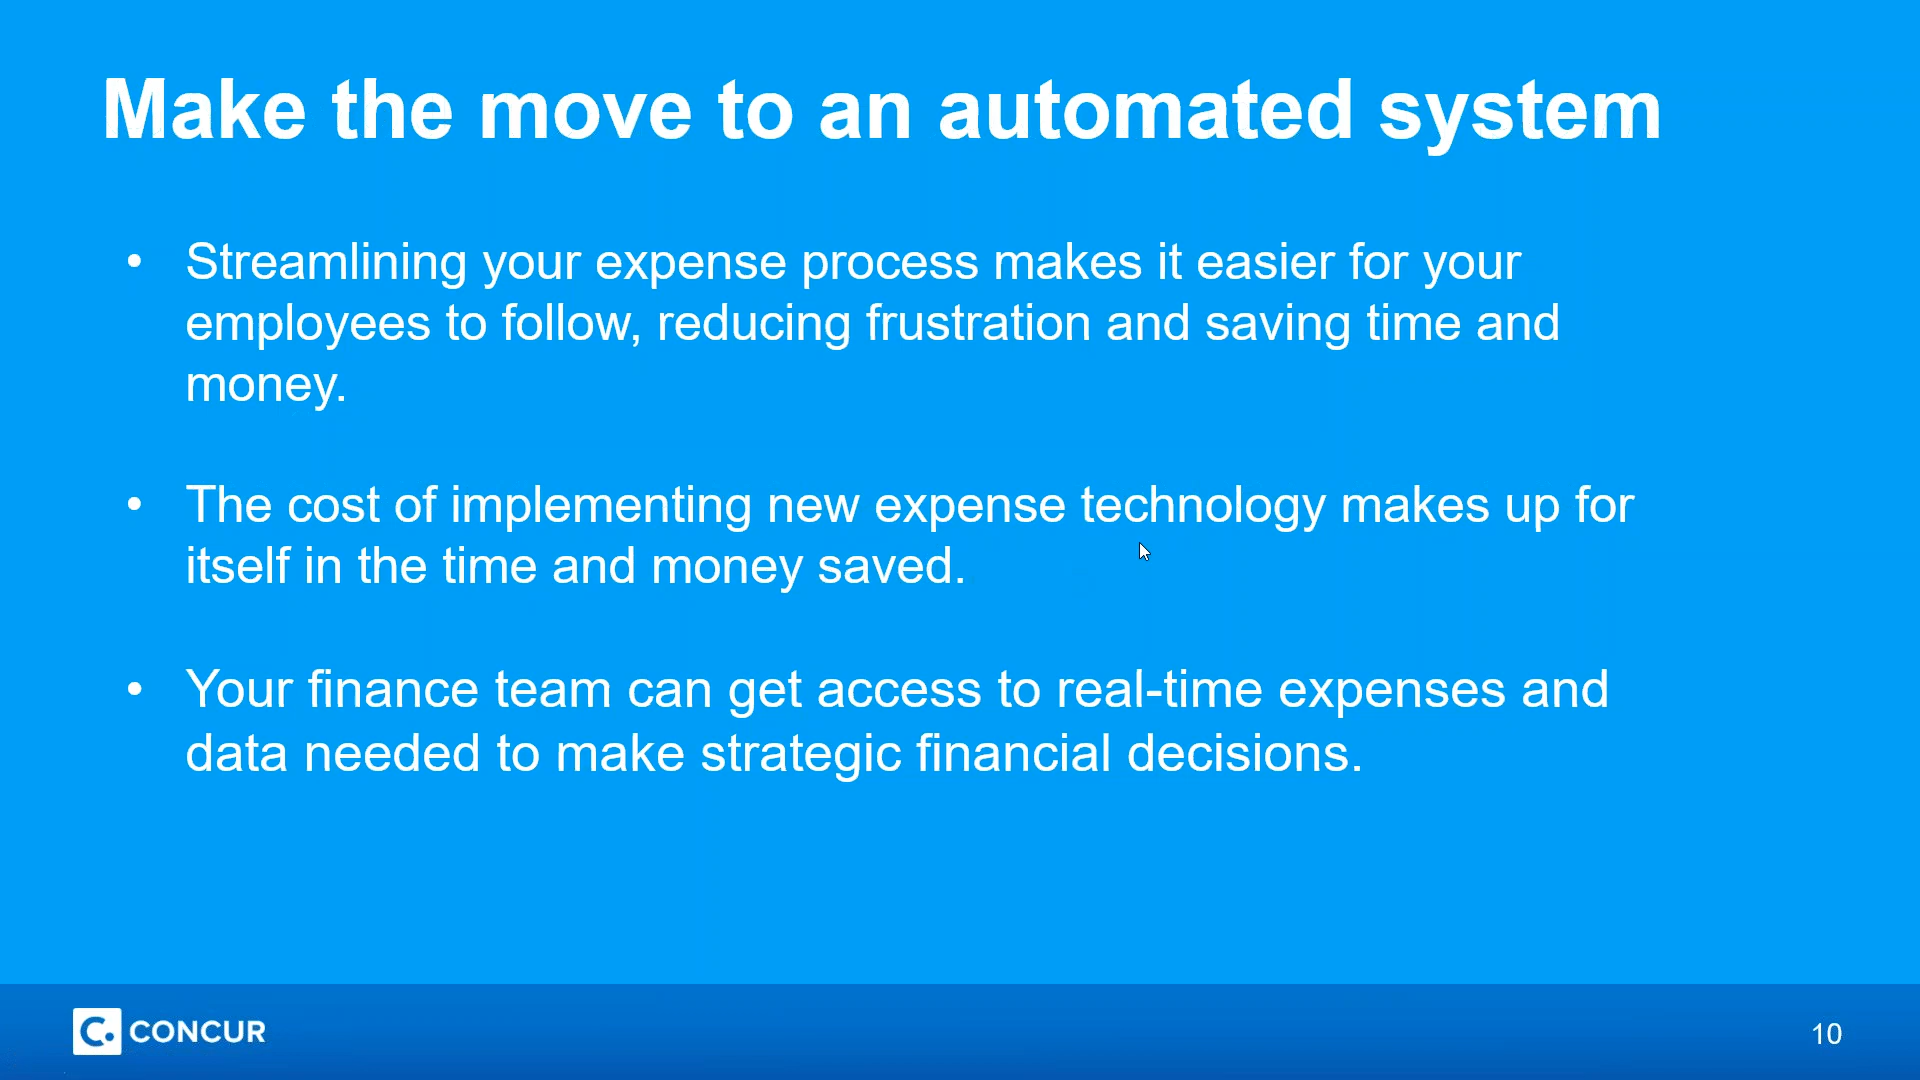 Make the move to an automated system
• Streamlining your expense process makes it easier for your
employees to follow, reducing frustration and saving time and
money.
• The cost of implementing new expense technology makes up for
itself in the time and money saved.
• Your finance team can get access to real-time expenses and
data needed to make strategic financial decisions.
C. CONCUR
10